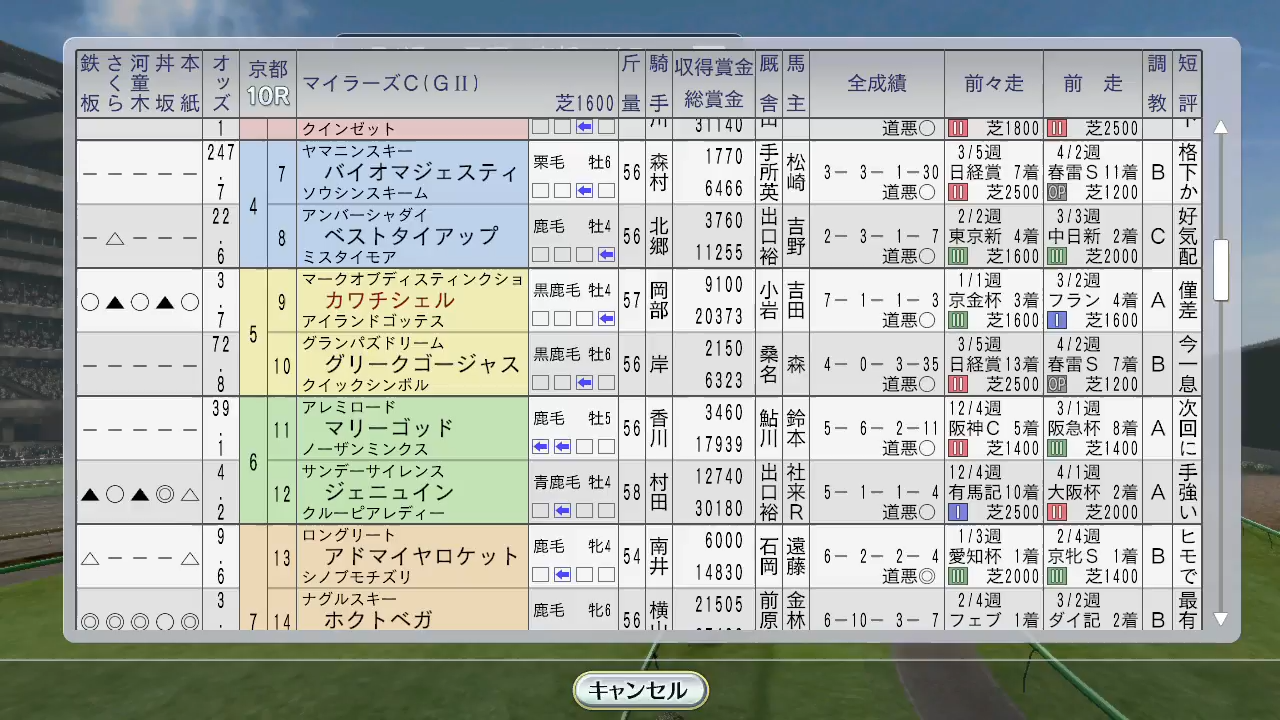 鉄板 さくら 河童木 丼坂 本紙 オッズ 京都10R マイラーズC(GⅡ) 芝1600 斤量 騎手 収得賞金 総賞金 厩舎 馬主 全成績 前々走 前 走 調教 短評
1 クインゼット □□←□ 31140 道悪○ Ⅱ 芝1800 Ⅱ 芝2500
ヤマニンスキー
－－－－－ 247.7 4 7 バイオマジェスティ 栗毛 牡6 56 森村 1770 6466 手所英 松崎 3－3－1－30 道悪○ 3/5週 日経賞 7着 Ⅱ 芝2500 4/2週 春雷S11着 OP 芝1200 B 格下か
ソウシンスキーム
アンバーシャダイ
－△－－－ 22.6 8 ベストタイアップ 鹿毛 牡4 56 北郷 3760 11255 出口裕 吉野 2－3－1－7 道悪○ 2/2週 東京新 4着 Ⅲ 芝1600 3/3週 中日新 2着 Ⅲ 芝2000 C 好気配
ミスタイモア
マークオブディスティンクショ
○▲○▲○ 3.7 5 9 カワチシェル 黒鹿毛 牡4 57 岡部 9100 20373 小岩 吉田 7－1－1－3 道悪○ 1/1週 京金杯 3着 Ⅲ 芝1600 3/2週 フラン 4着 Ⅰ 芝1600 A 僅差
アイランドゴッテス
グランパズドリーム
－－－－－ 72.8 10 グリークゴージャス 黒鹿毛 牡6 56 岸 2150 6323 桑名 森 4－0－3－35 道悪○ 3/5週 日経賞13着 Ⅱ 芝2500 4/2週 春雷S 7着 OP 芝1200 B 今一息
クイックシンボル
アレミロード
－－－－－ 39.1 6 11 マリーゴッド 鹿毛 牡5 56 香川 3460 17939 鮎川 鈴本 5－6－2－11 道悪○ 12/4週 阪神C 5着 Ⅱ 芝1400 3/1週 阪急杯 8着 Ⅲ 芝1400 A 次回に
ノーザンミンクス
サンデーサイレンス
▲○▲◎△ 4.2 12 ジェニュイン 青鹿毛 牡4 58 村田 12740 30180 出口裕 社来R 5－1－1－4 道悪○ 12/4週 有馬記10着 Ⅰ 芝2500 4/1週 大阪杯 2着 Ⅱ 芝2000 A 手強い
クルーピアレディー
ロングリート
△－－－△ 9.6 13 アドマイヤロケット 鹿毛 牝4 54 南井 6000 14830 石岡 遠藤 6－2－2－4 道悪◎ 1/3週 愛知杯 1着 Ⅲ 芝2000 2/4週 京牝S 1着 Ⅲ 芝1400 B ヒモで
シノブモチズリ
ナグルスキー
◎◎◎○◎ 3 7 14 ホクトベガ 鹿毛 牝6 56 横山 21505 前原 金林 6－10－3－7 2/4週 フェブ 1着 3/2週 ダイ記 2着 B 最有
キャンセル